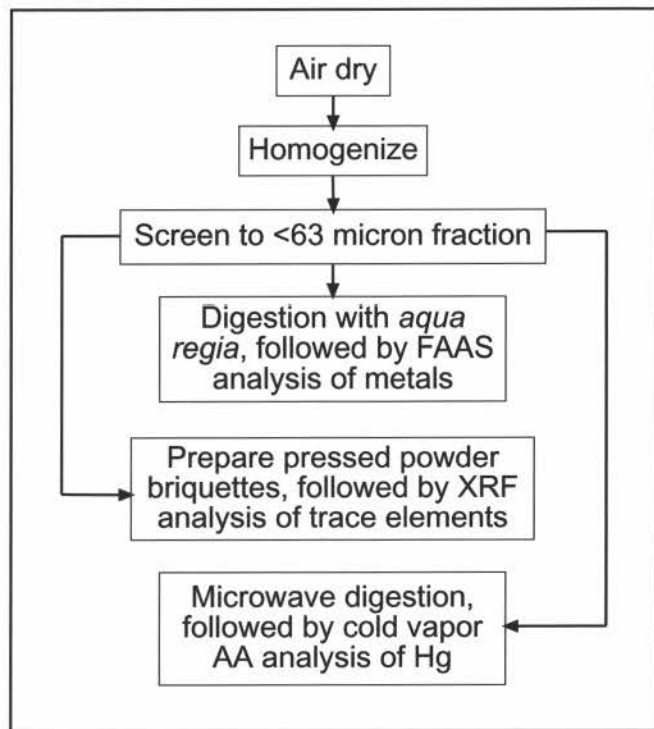 Air dry
Homogenize
Screen to <63 micron fraction
Digestion with aqua
regia, followed by FAAS
analysis of metals
Prepare pressed powder
briquettes, followed by XRF
analysis of trace elements
Microwave digestion,
followed by cold vapor
AA analysis of Hg